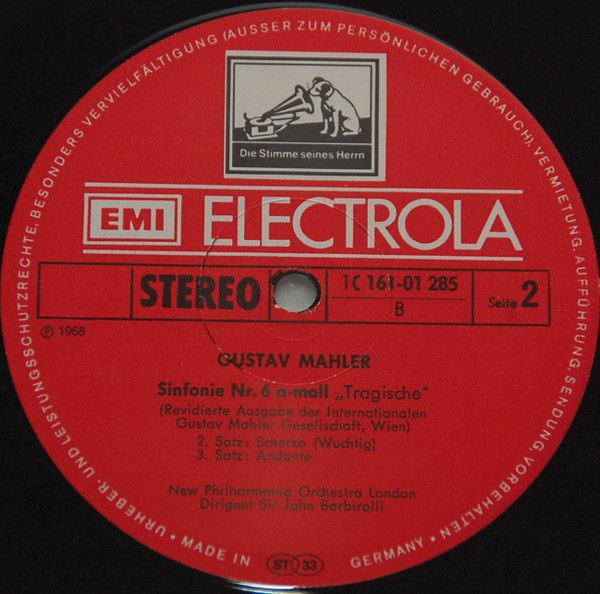 URHEBER- UND LEISTUNGSSCHUTZRECHTE, BESONDERS VERVIELFÄLTIGUNG (AUSSER ZUM PERSÖNLICHEN GEBRAUCH), VERMIETUNG, AUFFÜHRUNG, SENDUNG, VORBEHALTEN
Die Stimme seines Herrn
EMI ELECTROLA
STEREO
1C 161-01 285
B
Seite 2
℗ 1968
GUSTAV MAHLER
Sinfonie Nr. 6 a-moll „Tragische"
(Revidierte Ausgabe der Internationalen
Gustav Mahler Gesellschaft, Wien)
2. Satz: Scherzo (Wuchtig)
3. Satz: Andante
New Philharmonia Orchestra London
Dirigent Sir John Barbirolli
• MADE IN GERMANY •
ST 33